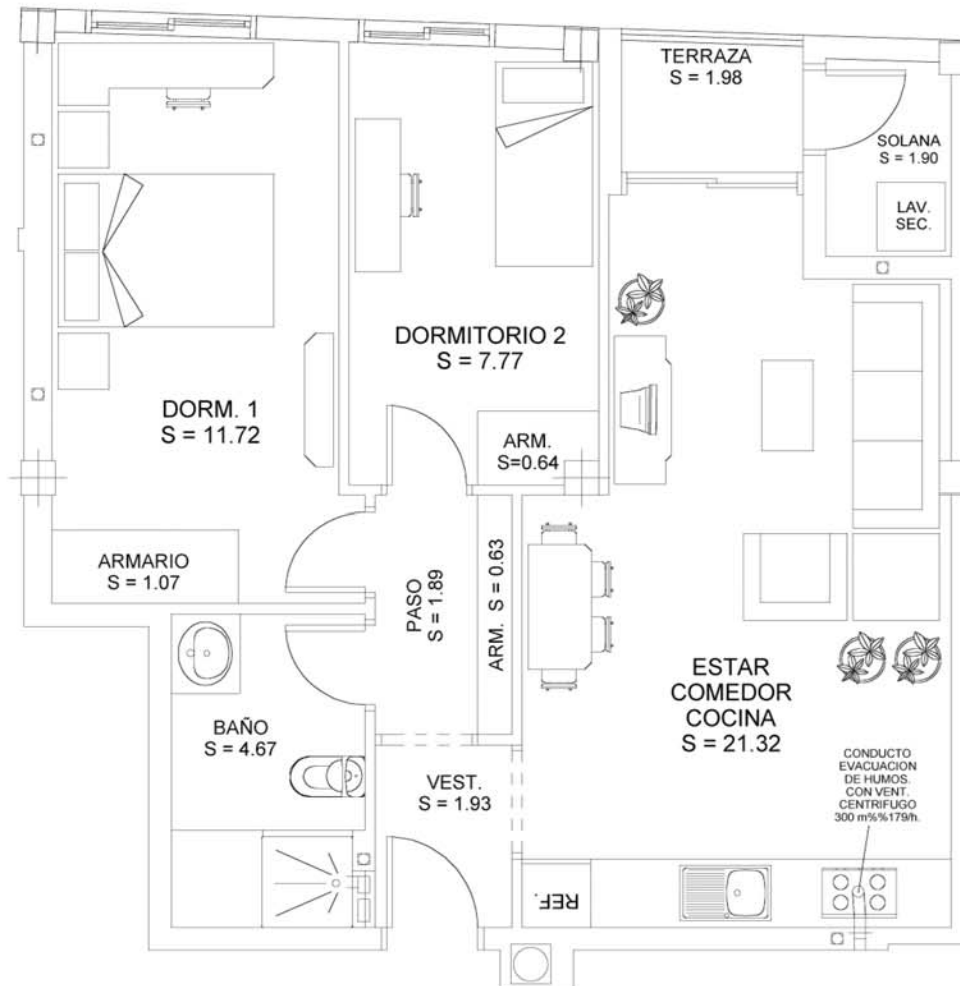 TERRAZA
S = 1.98
SOLANA
S = 1.90
LAV.
SEC.
DORMITORIO 2
S = 7.77
DORM. 1
S = 11.72
ARM.
S=0.64
ARMARIO
S = 1.07
PASO
S = 1.89
ARM. S = 0.63
ESTAR
COMEDOR
COCINA
S = 21.32
BAÑO
S = 4.67
VEST.
S = 1.93
CONDUCTO
EVACUACION
DE HUMOS.
CON VENT.
CENTRIFUGO
300 m%%179/h.
REF.